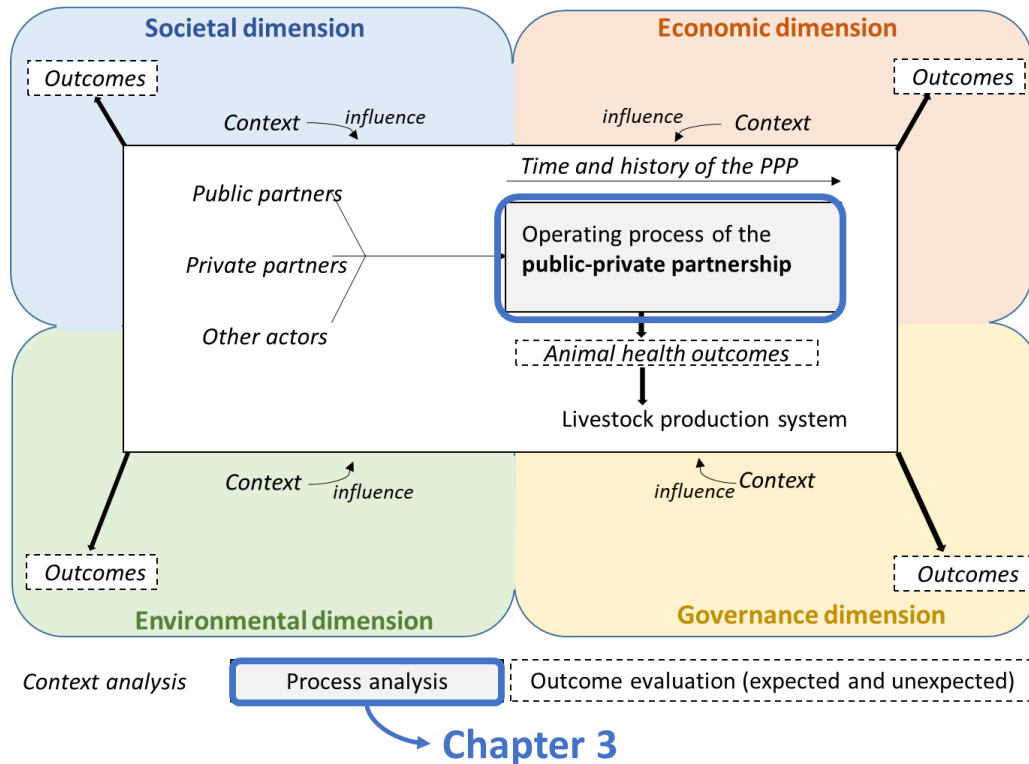 Societal dimension
Economic dimension
Outcomes
Outcomes
Context
influence
influence
Context
Time and history of the PPP
Public partners
Private partners
Other actors
Operating process of the
public-private partnership
Animal health outcomes
Livestock production system
Context
influence
influence
Context
Outcomes
Outcomes
Environmental dimension
Governance dimension
Context analysis
Process analysis
Outcome evaluation (expected and unexpected)
Chapter 3